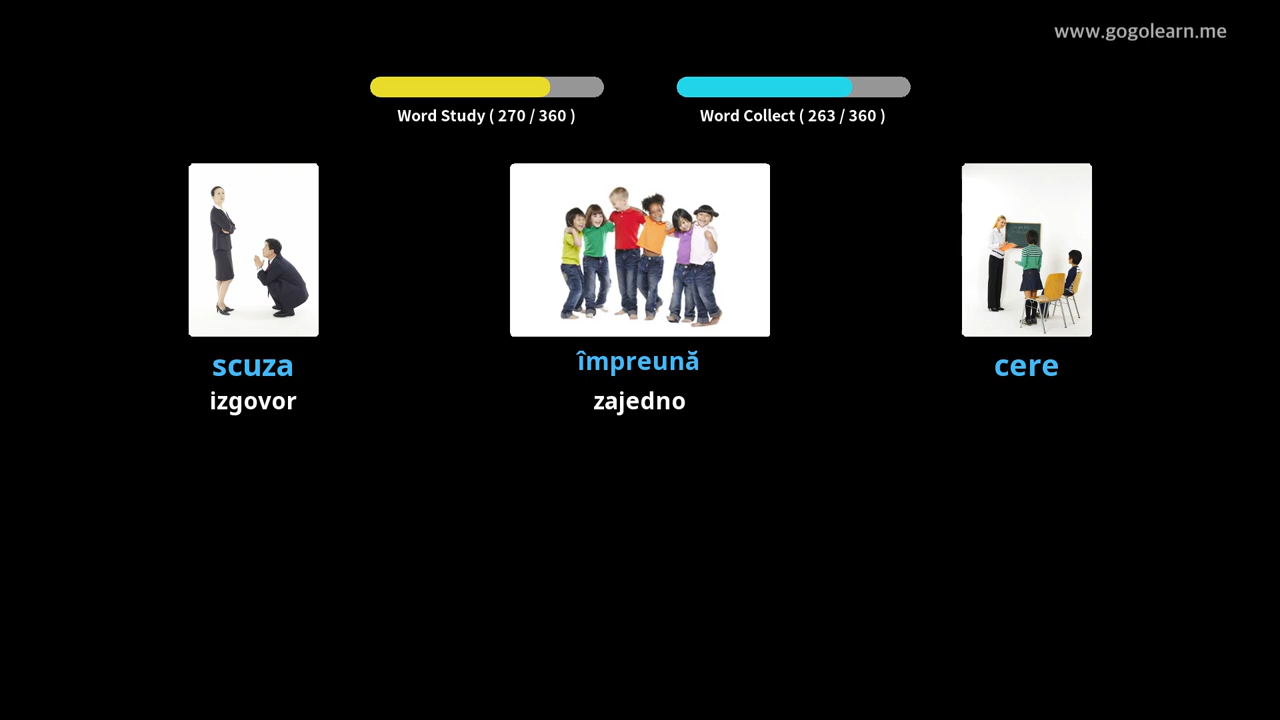 www.gogolearn.me
Word Study ( 270 / 360 )
Word Collect ( 263 / 360 )
scuza
împreună
cere
izgovor
zajedno